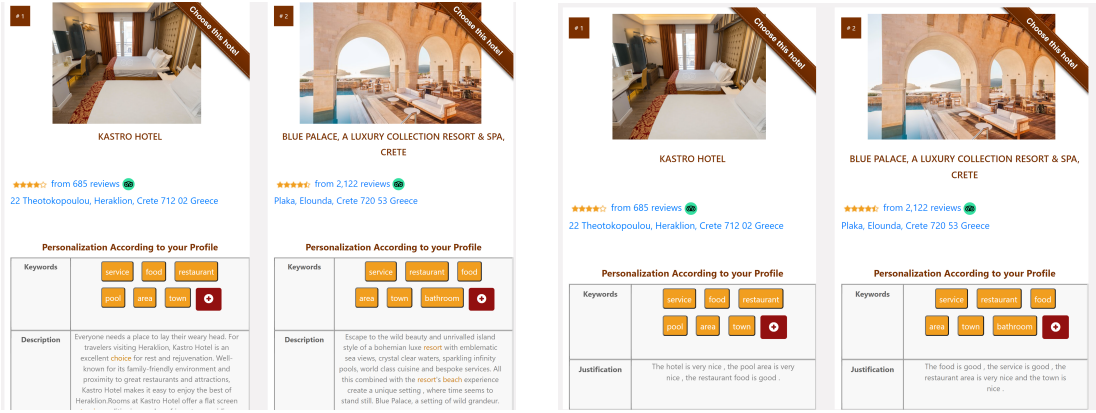 # 1
Choose this hotel
KASTRO HOTEL
from 685 reviews
22 Theotokopoulou, Heraklion, Crete 712 02 Greece
Personalization According to your Profile
Keywords
service food restaurant
pool area town
Description
Everyone needs a place to lay their weary head. For
travelers visiting Heraklion, Kastro Hotel is an
excellent choice for rest and rejuvenation. Well-
known for its family-friendly environment and
proximity to great restaurants and attractions,
Kastro Hotel makes it easy to enjoy the best of
Heraklion.Rooms at Kastro Hotel offer a flat screen
# 2
Choose this hotel
BLUE PALACE, A LUXURY COLLECTION RESORT & SPA,
CRETE
from 2,122 reviews
Plaka, Elounda, Crete 720 53 Greece
Personalization According to your Profile
Keywords
service restaurant food
area town bathroom
Description
Escape to the wild beauty and unrivalled island
style of a bohemian luxe resort with emblematic
sea views, crystal clear waters, sparkling infinity
pools, world class cuisine and bespoke services. All
this combined with the resort's beach experience
create a unique setting , where time seems to
stand still. Blue Palace, a setting of wild grandeur.
# 1
Choose this hotel
KASTRO HOTEL
from 685 reviews
22 Theotokopoulou, Heraklion, Crete 712 02 Greece
Personalization According to your Profile
Keywords
service food restaurant
pool area town
Justification
The hotel is very nice , the pool area is very
nice , the restaurant food is good .
# 2
Choose this hotel
BLUE PALACE, A LUXURY COLLECTION RESORT & SPA,
CRETE
from 2,122 reviews
Plaka, Elounda, Crete 720 53 Greece
Personalization According to your Profile
Keywords
service restaurant food
area town bathroom
Justification
The food is good , the service is good , the
restaurant area is very nice and the town is
nice .